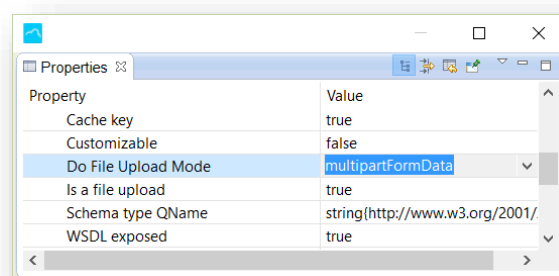 Properties
Property Value
Cache key true
Customizable false
Do File Upload Mode multipartFormData
Is a file upload true
Schema type QName string{http://www.w3.org/2001/
WSDL exposed true